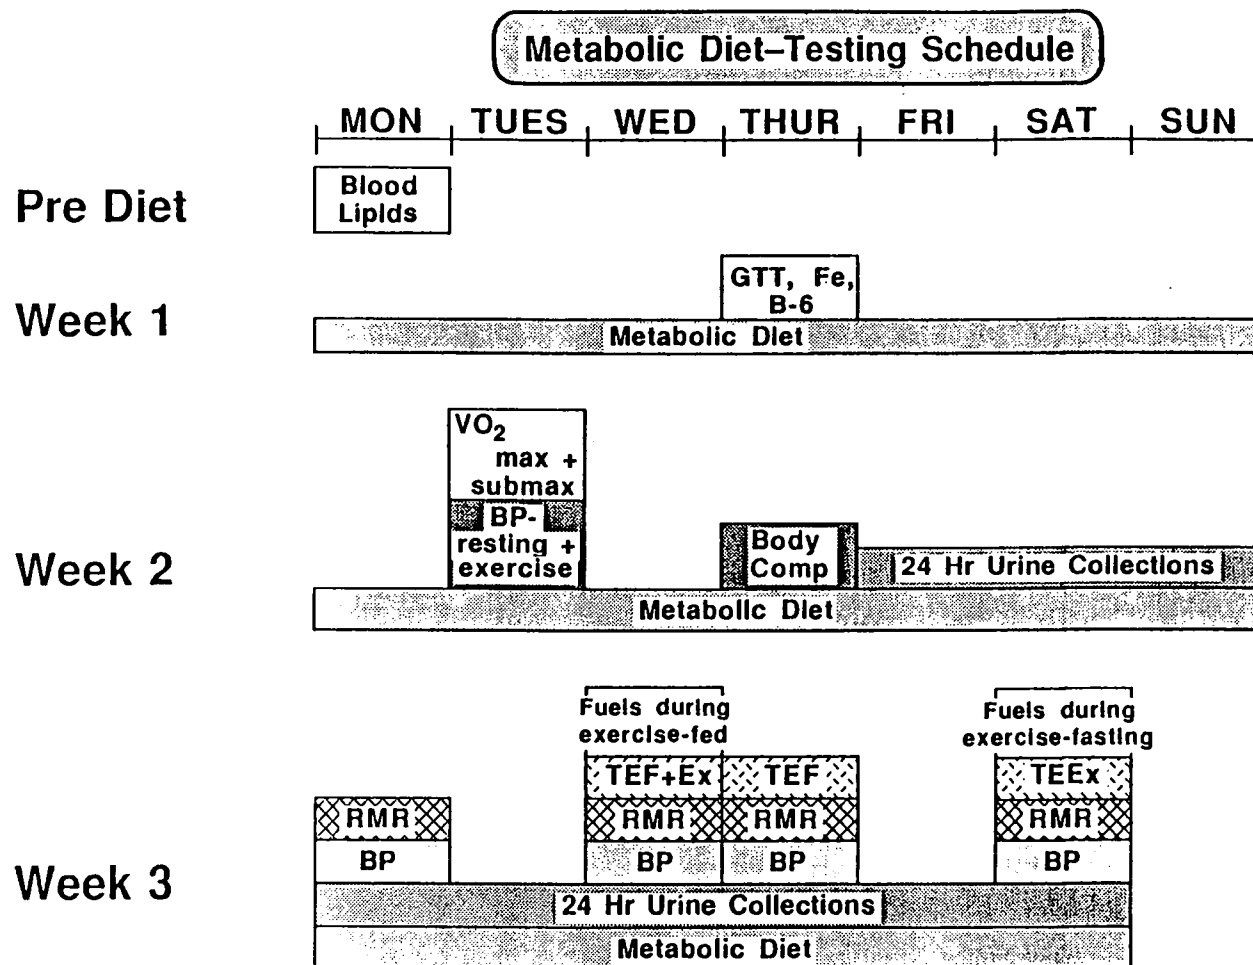 Metabolic Diet–Testing Schedule
MON TUES WED THUR FRI SAT SUN
Pre Diet
Blood
Lipids
Week 1
GTT, Fe,
B-6
Metabolic Diet
Week 2
VO2
max +
submax
BP-
resting +
exercise
Body
Comp
24 Hr Urine Collections
Metabolic Diet
Week 3
Fuels during
exercise-fed
Fuels during
exercise-fasting
TEF+Ex TEF TEEx
RMR RMR RMR RMR
BP BP BP BP
24 Hr Urine Collections
Metabolic Diet